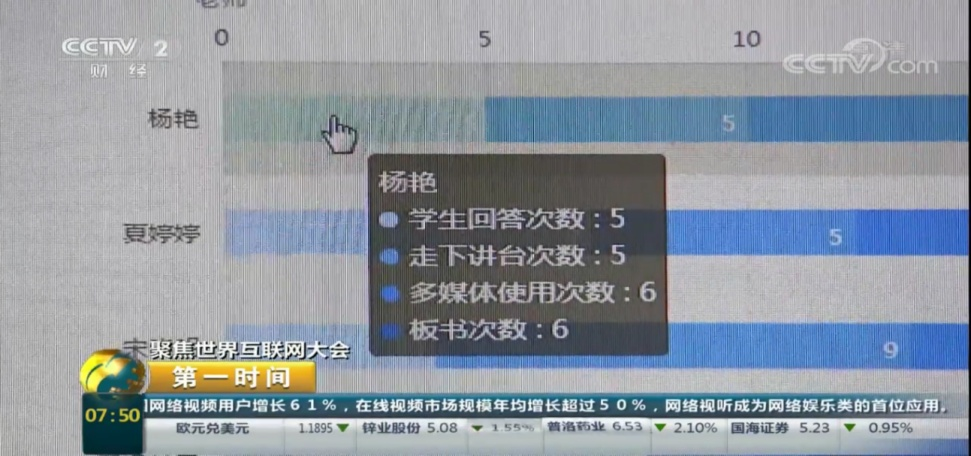 老师
CCTV 2
财 经
0 5 10
CCTV.com
杨艳 5
杨艳
学生回答次数：5
走下讲台次数：5
多媒体使用次数：6
板书次数：6
夏婷婷 5
9
聚焦世界互联网大会
第一时间
07:50
网络视频用户增长６１％，在线视频市场规模年均增长超过５０％，网络视听成为网络娱乐类的首位应用。
欧元兑美元 1.1895▼ 锌业股份 5.08 ▼ 1.55% 普洛药业 6.53 ▼ 2.10% 国海证券 5.23 ▼ 0.95%